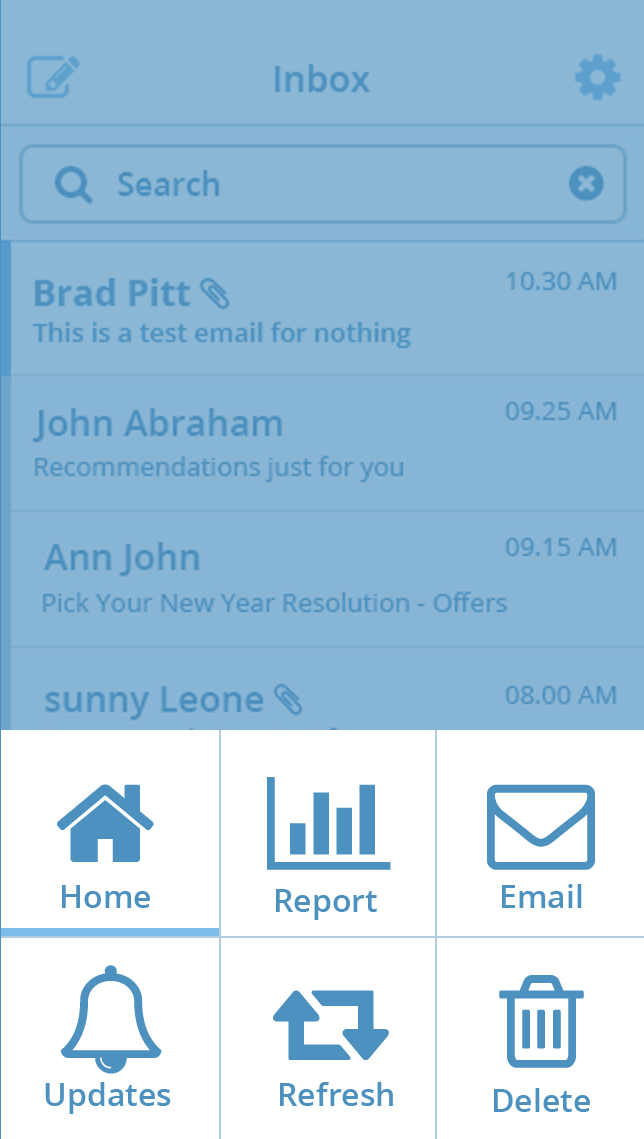 Inbox
Search
Brad Pitt
10.30 AM
This is a test email for nothing
John Abraham
09.25 AM
Recommendations just for you
Ann John
09.15 AM
Pick Your New Year Resolution - Offers
sunny Leone
08.00 AM
Home
Report
Email
Updates
Refresh
Delete